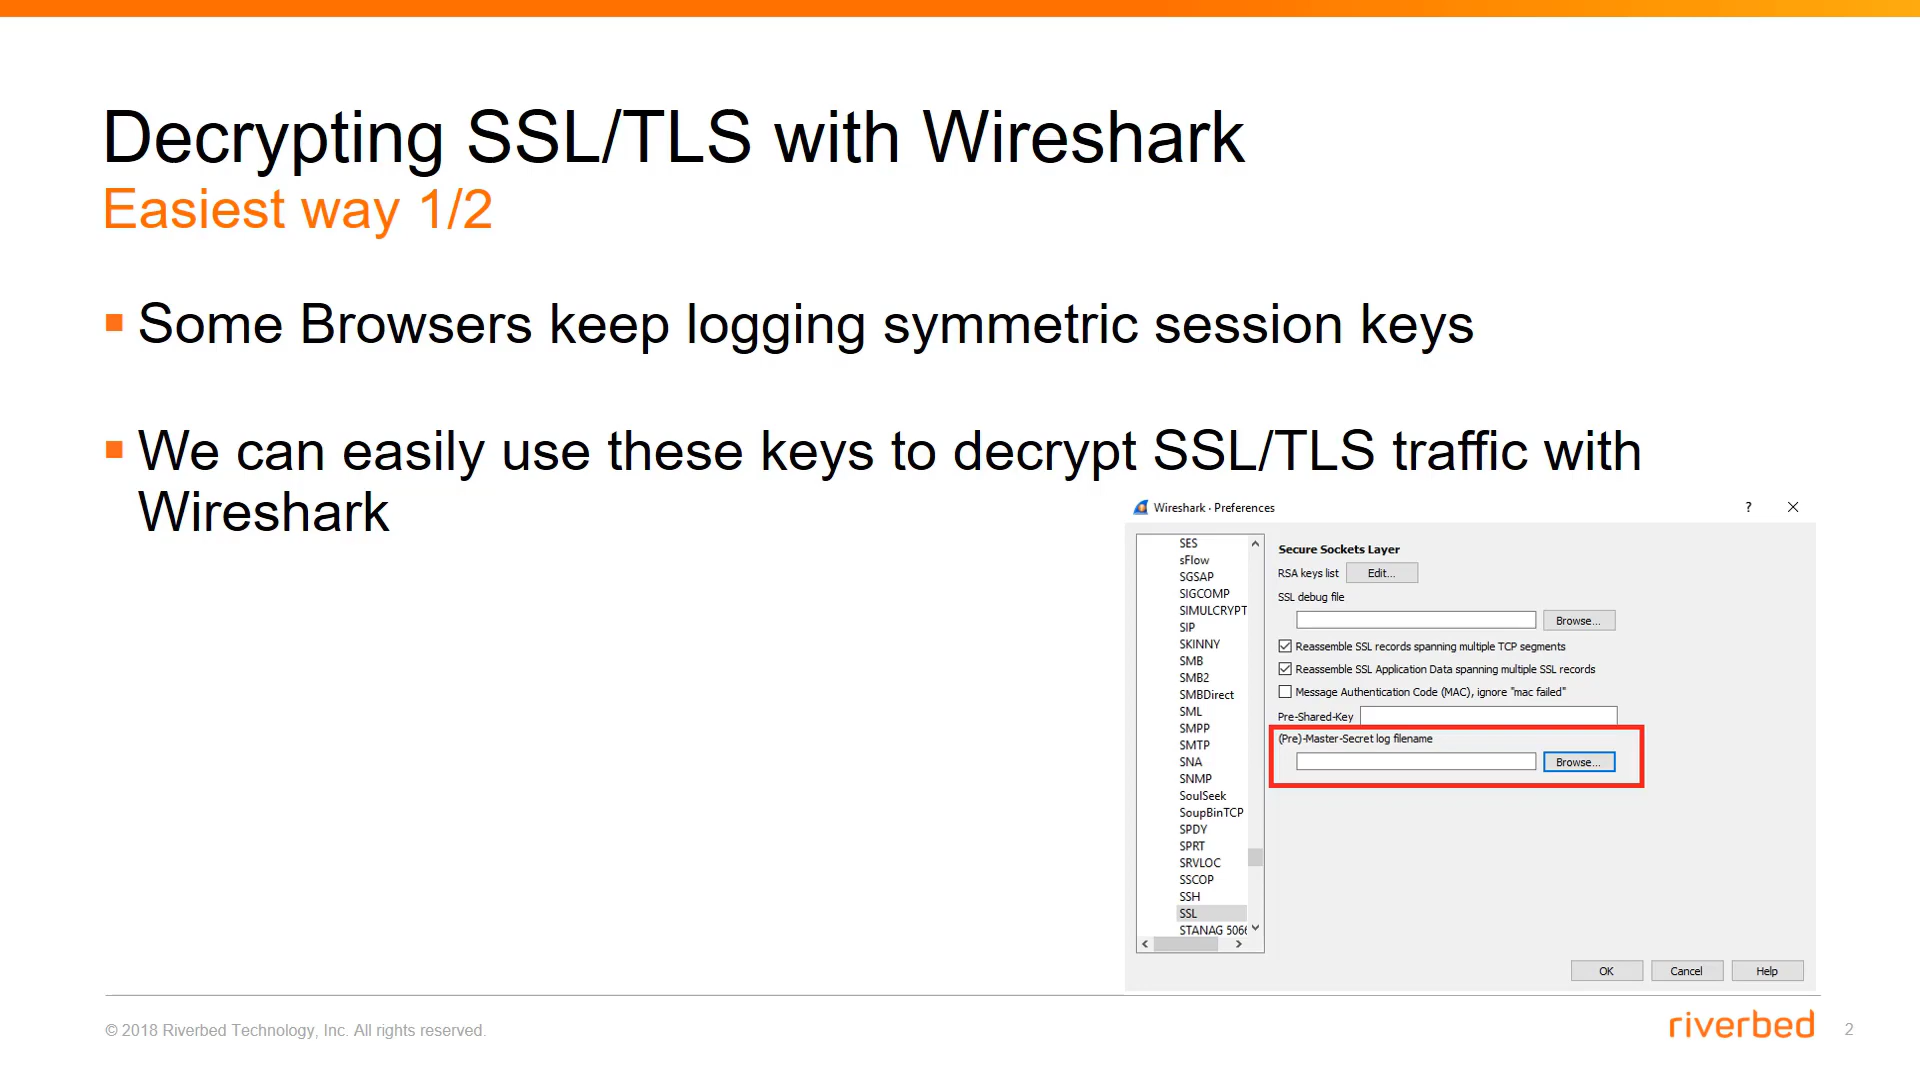 Decrypting SSL/TLS with Wireshark
Easiest way 1/2
Some Browsers keep logging symmetric session keys
We can easily use these keys to decrypt SSL/TLS traffic with
Wireshark
Wireshark · Preferences
?
SES
sFlow
SGSAP
SIGCOMP
SIMULCRYPT
SIP
SKINNY
SMB
SMB2
SMBDirect
SML
SMPP
SMTP
SNA
SNMP
SoulSeek
SoupBinTCP
SPDY
SPRT
SRVLOC
SSCOP
SSH
SSL
STANAG 506
Secure Sockets Layer
RSA keys list Edit...
SSL debug file
Browse...
Reassemble SSL records spanning multiple TCP segments
Reassemble SSL Application Data spanning multiple SSL records
Message Authentication Code (MAC), ignore "mac failed"
Pre-Shared-Key
(Pre)-Master-Secret log filename
Browse...
OK Cancel Help
© 2018 Riverbed Technology, Inc. All rights reserved.
riverbed
2